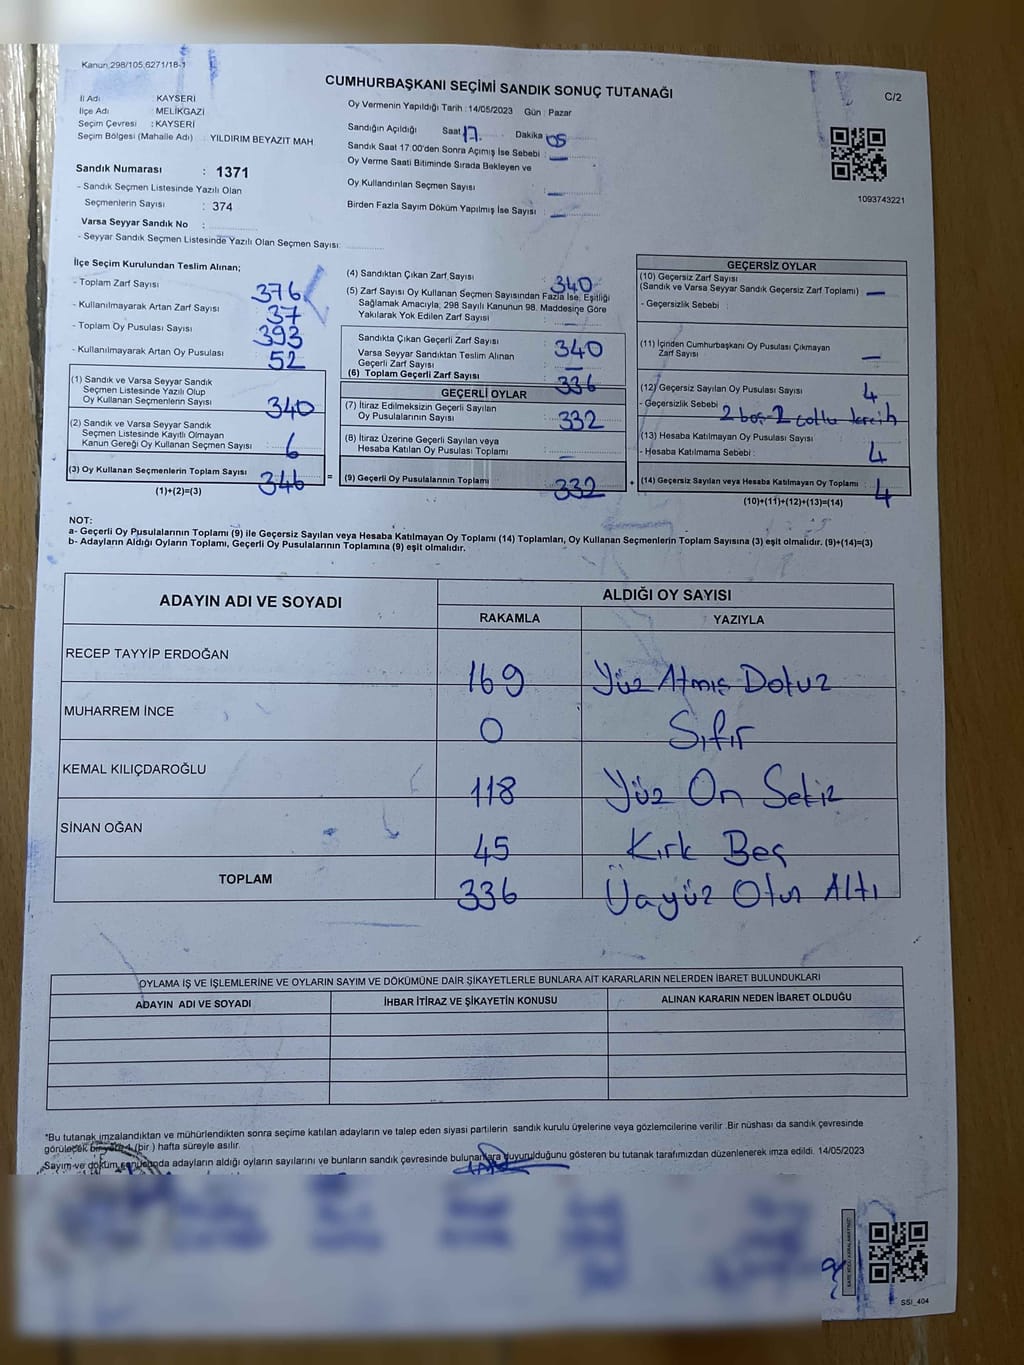 Kanun 298/105,6271/18-1
CUMHURBAŞKANI SEÇİMİ SANDIK SONUÇ TUTANAĞI
C/2
İl Adı : KAYSERİ
İlçe Adı : MELİKGAZİ
Seçim Çevresi : KAYSERİ
Seçim Bölgesi (Mahalle Adı) : YILDIRIM BEYAZIT MAH
Sandık Numarası : 1371
- Sandık Seçmen Listesinde Yazılı Olan
Seçmenlerin Sayısı : 374
Varsa Seyyar Sandık No :
- Seyyar Sandık Seçmen Listesinde Yazılı Olan Seçmen Sayısı:
Oy Vermenin Yapıldığı Tarih : 14/05/2023 Gün : Pazar
Sandığın Açıldığı Saat 17 Dakika 05
Sandık Saat 17:00'den Sonra Açımış İse Sebebi : —
Oy Verme Saati Bitiminde Sırada Bekleyen ve
Oy Kullandırılan Seçmen Sayısı : —
Birden Fazla Sayım Döküm Yapılmış İse Sayısı : —
1093743221
İlçe Seçim Kurulundan Teslim Alınan;
- Toplam Zarf Sayısı 376
- Kullanılmayarak Artan Zarf Sayısı 37
- Toplam Oy Pusulası Sayısı 393
- Kullanılmayarak Artan Oy Pusulası 52
(1) Sandık ve Varsa Seyyar Sandık
Seçmen Listesinde Yazılı Olup
Oy Kullanan Seçmenlerin Sayısı 340
(2) Sandık ve Varsa Seyyar Sandık
Seçmen Listesinde Kayıtlı Olmayan
Kanun Gereği Oy Kullanan Seçmen Sayısı 6
(3) Oy Kullanan Seçmenlerin Toplam Sayısı 346
(1)+(2)=(3)
(4) Sandıktan Çıkan Zarf Sayısı : 340
(5) Zarf Sayısı Oy Kullanan Seçmen Sayısından Fazla İse, Eşitliği
Sağlamak Amacıyla, 298 Sayılı Kanunun 98. Maddesine Göre
Yakılarak Yok Edilen Zarf Sayısı : —
Sandıkta Çıkan Geçerli Zarf Sayısı : 340
Varsa Seyyar Sandıktan Teslim Alınan
Geçerli Zarf Sayısı : —
(6) Toplam Geçerli Zarf Sayısı 336
GEÇERLİ OYLAR
(7) İtiraz Edilmeksizin Geçerli Sayılan
Oy Pusulalarının Sayısı : 332
(8) İtiraz Üzerine Geçerli Sayılan veya
Hesaba Katılan Oy Pusulası Toplamı : —
= (9) Geçerli Oy Pusulalarının Toplamı : 332 +
GEÇERSİZ OYLAR
(10) Geçersiz Zarf Sayısı
(Sandık ve Varsa Seyyar Sandık Geçersiz Zarf Toplamı) : —
- Geçersizlik Sebebi :
(11) İçinden Cumhurbaşkanı Oy Pusulası Çıkmayan
Zarf Sayısı : —
(12) Geçersiz Sayılan Oy Pusulası Sayısı : 4
- Geçersizlik Sebebi : 2 boş-2 çoklu tercih
(13) Hesaba Katılmayan Oy Pusulası Sayısı :
- Hesaba Katılmama Sebebi : 4
(14) Geçersiz Sayılan veya Hesaba Katılmayan Oy Toplamı : 4
(10)+(11)+(12)+(13)=(14)
NOT:
a- Geçerli Oy Pusulalarının Toplamı (9) ile Geçersiz Sayılan veya Hesaba Katılmayan Oy Toplamı (14) Toplamları, Oy Kullanan Seçmenlerin Toplam Sayısına (3) eşit olmalıdır. (9)+(14)=(3)
b- Adayların Aldığı Oyların Toplamı, Geçerli Oy Pusulalarının Toplamına (9) eşit olmalıdır.
ADAYIN ADI VE SOYADI
ALDIĞI OY SAYISI
RAKAMLA YAZIYLA
RECEP TAYYİP ERDOĞAN 169 Yüz Atmış Dokuz
MUHARREM İNCE 0 Sıfır
KEMAL KILIÇDAROĞLU 118 Yüz On Sekiz
SİNAN OĞAN 45 Kırk Beş
TOPLAM 336 Üçyüz Otuz Altı
OYLAMA İŞ VE İŞLEMLERİNE VE OYLARIN SAYIM VE DÖKÜMÜNE DAİR ŞİKAYETLERLE BUNLARA AİT KARARLARIN NELERDEN İBARET BULUNDUKLARI
ADAYIN ADI VE SOYADI İHBAR İTİRAZ VE ŞİKAYETİN KONUSU ALINAN KARARIN NEDEN İBARET OLDUĞU
*Bu tutanak imzalandıktan ve mühürlendikten sonra seçime katılan adayların ve talep eden siyasi partilerin sandık kurulu üyelerine veya gözlemcilerine verilir .Bir nüshası da sandık çevresinde
görülecek bir yere 1 (bir ) hafta süreyle asılır.
Sayım ve döküm sonucunda adayların aldığı oyların sayılarını ve bunların sandık çevresinde bulunanlara duyurulduğunu gösteren bu tutanak tarafımızdan düzenlenerek imza edildi. 14/05/2023
SSI_404